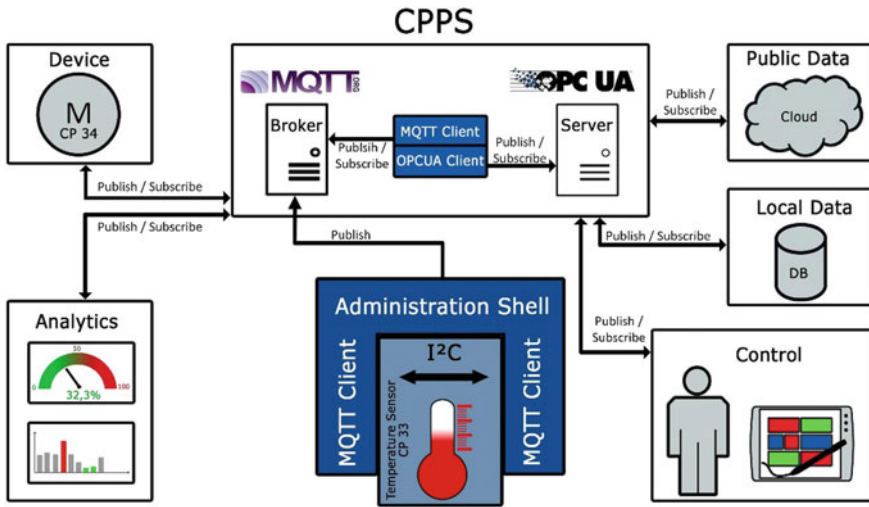 CPPS
Device
M
CP 34
MQTT
.ORG
OPC UA
Public Data
Cloud
Publish /
Subscribe
Broker
MQTT Client
OPCUA Client
Server
Publsih /
Subscribe
Publish /
Subscribe
Publish / Subscribe
Publish / Subscribe
Publish
Local Data
Publish / Subscribe
DB
Analytics
0
50
100
32,3%
Administration Shell
MQTT Client
I²C
Temperature Sensor
CP 33
MQTT Client
Publish /
Subscribe
Control